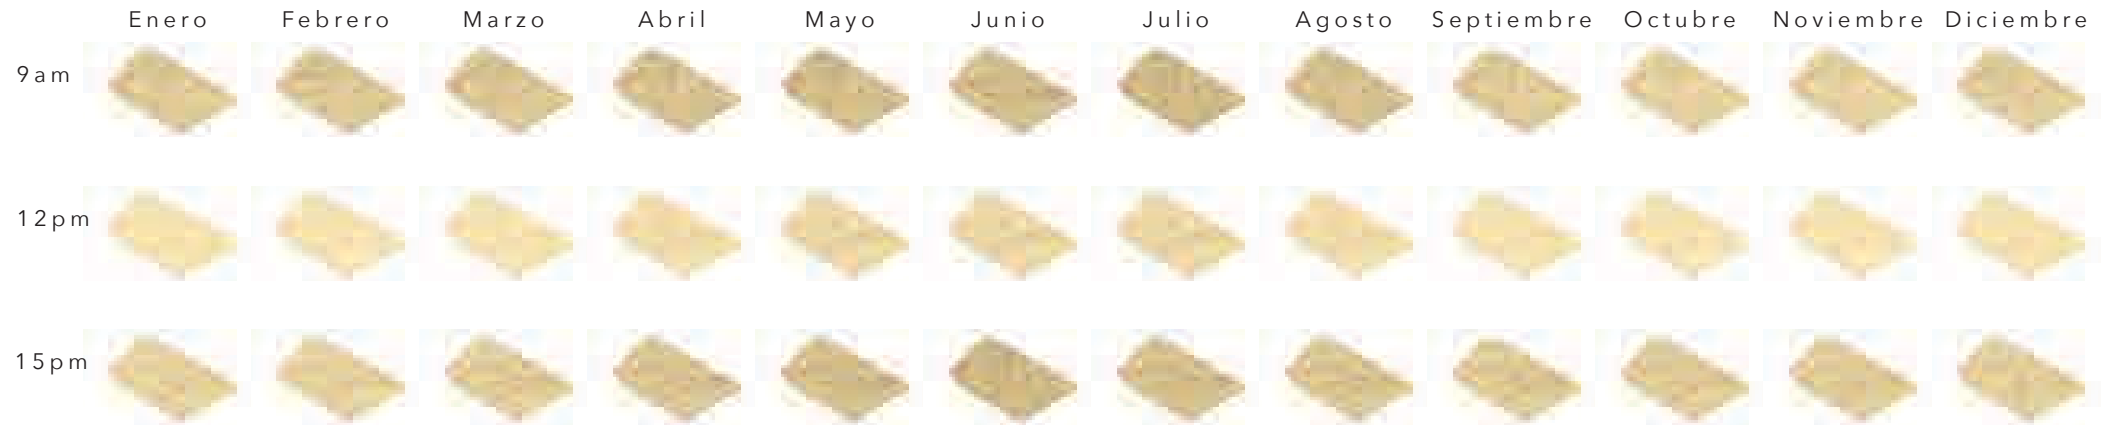 Enero Febrero Marzo Abril Mayo Junio Julio Agosto Septiembre Octubre Noviembre Diciembre
9am
12pm
15pm